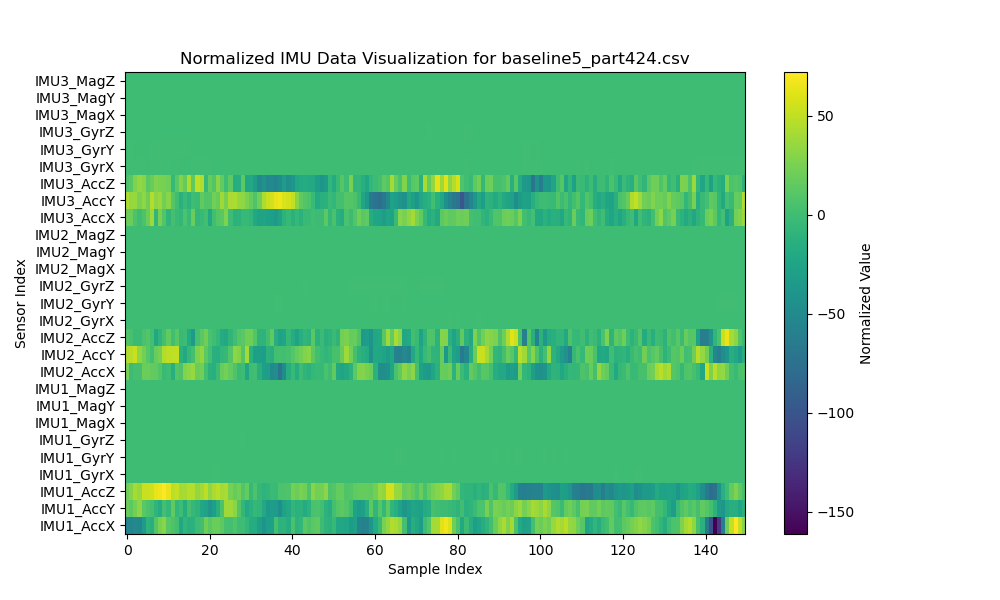 Normalized IMU Data Visualization for baseline5_part424.csv
IMU3_MagZ
IMU3_MagY
IMU3_MagX
IMU3_GyrZ
IMU3_GyrY
IMU3_GyrX
IMU3_AccZ
IMU3_AccY
IMU3_AccX
IMU2_MagZ
IMU2_MagY
IMU2_MagX
IMU2_GyrZ
IMU2_GyrY
IMU2_GyrX
IMU2_AccZ
IMU2_AccY
IMU2_AccX
IMU1_MagZ
IMU1_MagY
IMU1_MagX
IMU1_GyrZ
IMU1_GyrY
IMU1_GyrX
IMU1_AccZ
IMU1_AccY
IMU1_AccX
Sensor Index
0 20 40 60 80 100 120 140
Sample Index
50
0
−50
−100
−150
Normalized Value